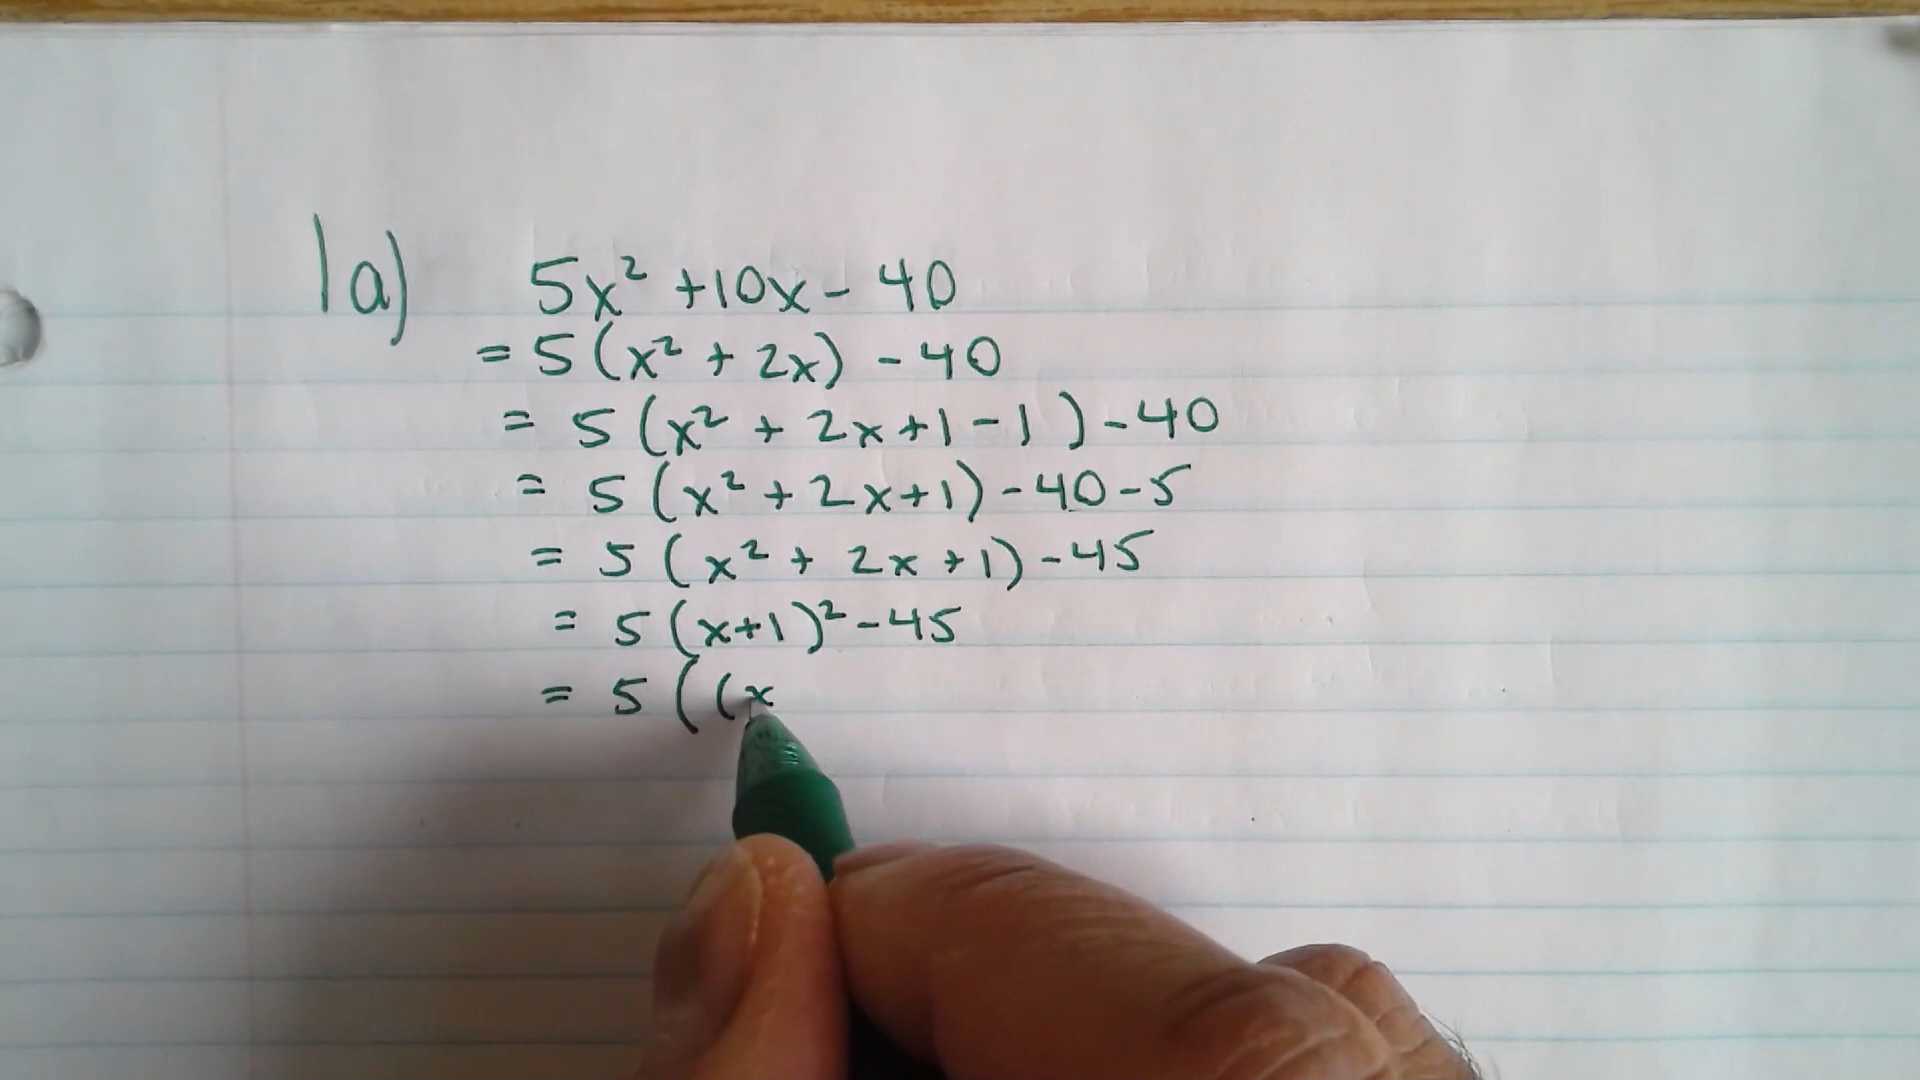 1a) 5x² +10x - 40
= 5(x² + 2x) - 40
= 5(x² + 2x +1 - 1) - 40
= 5(x² + 2x+1) - 40 - 5
= 5(x² + 2x +1) - 45
= 5(x+1)² - 45
= 5((x